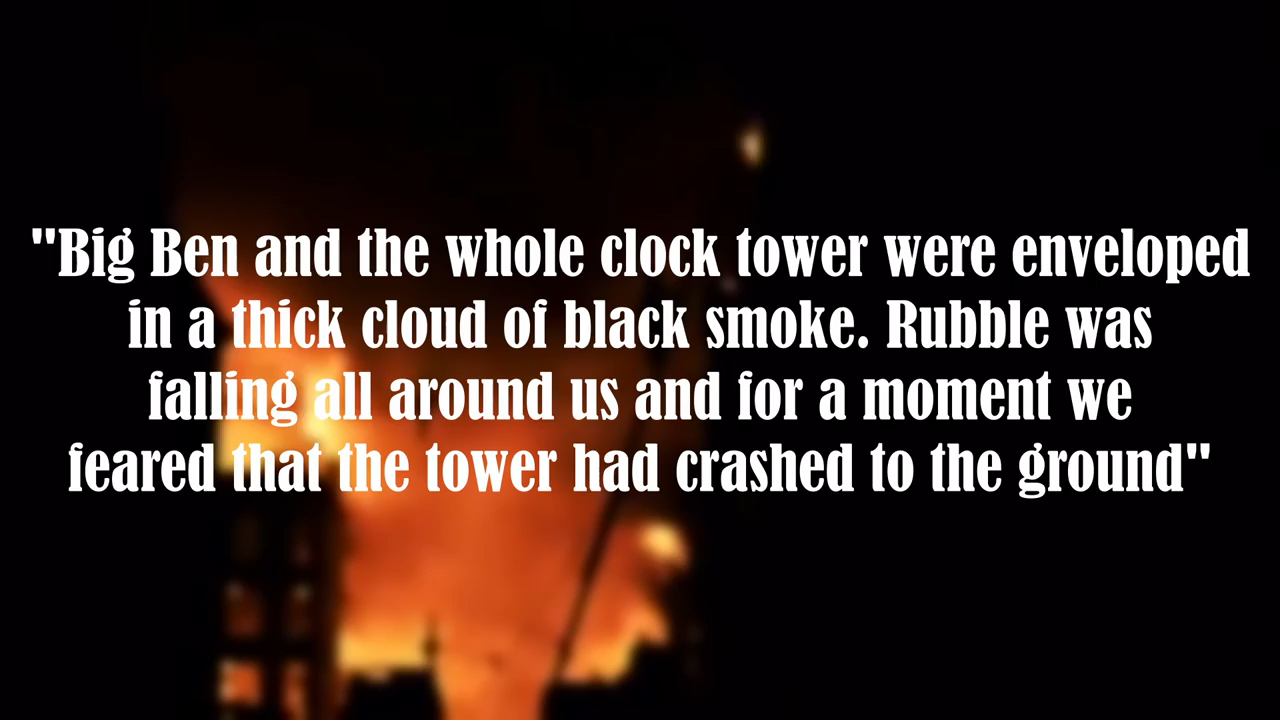 "Big Ben and the whole clock tower were enveloped
in a thick cloud of black smoke. Rubble was
falling all around us and for a moment we
feared that the tower had crashed to the ground"